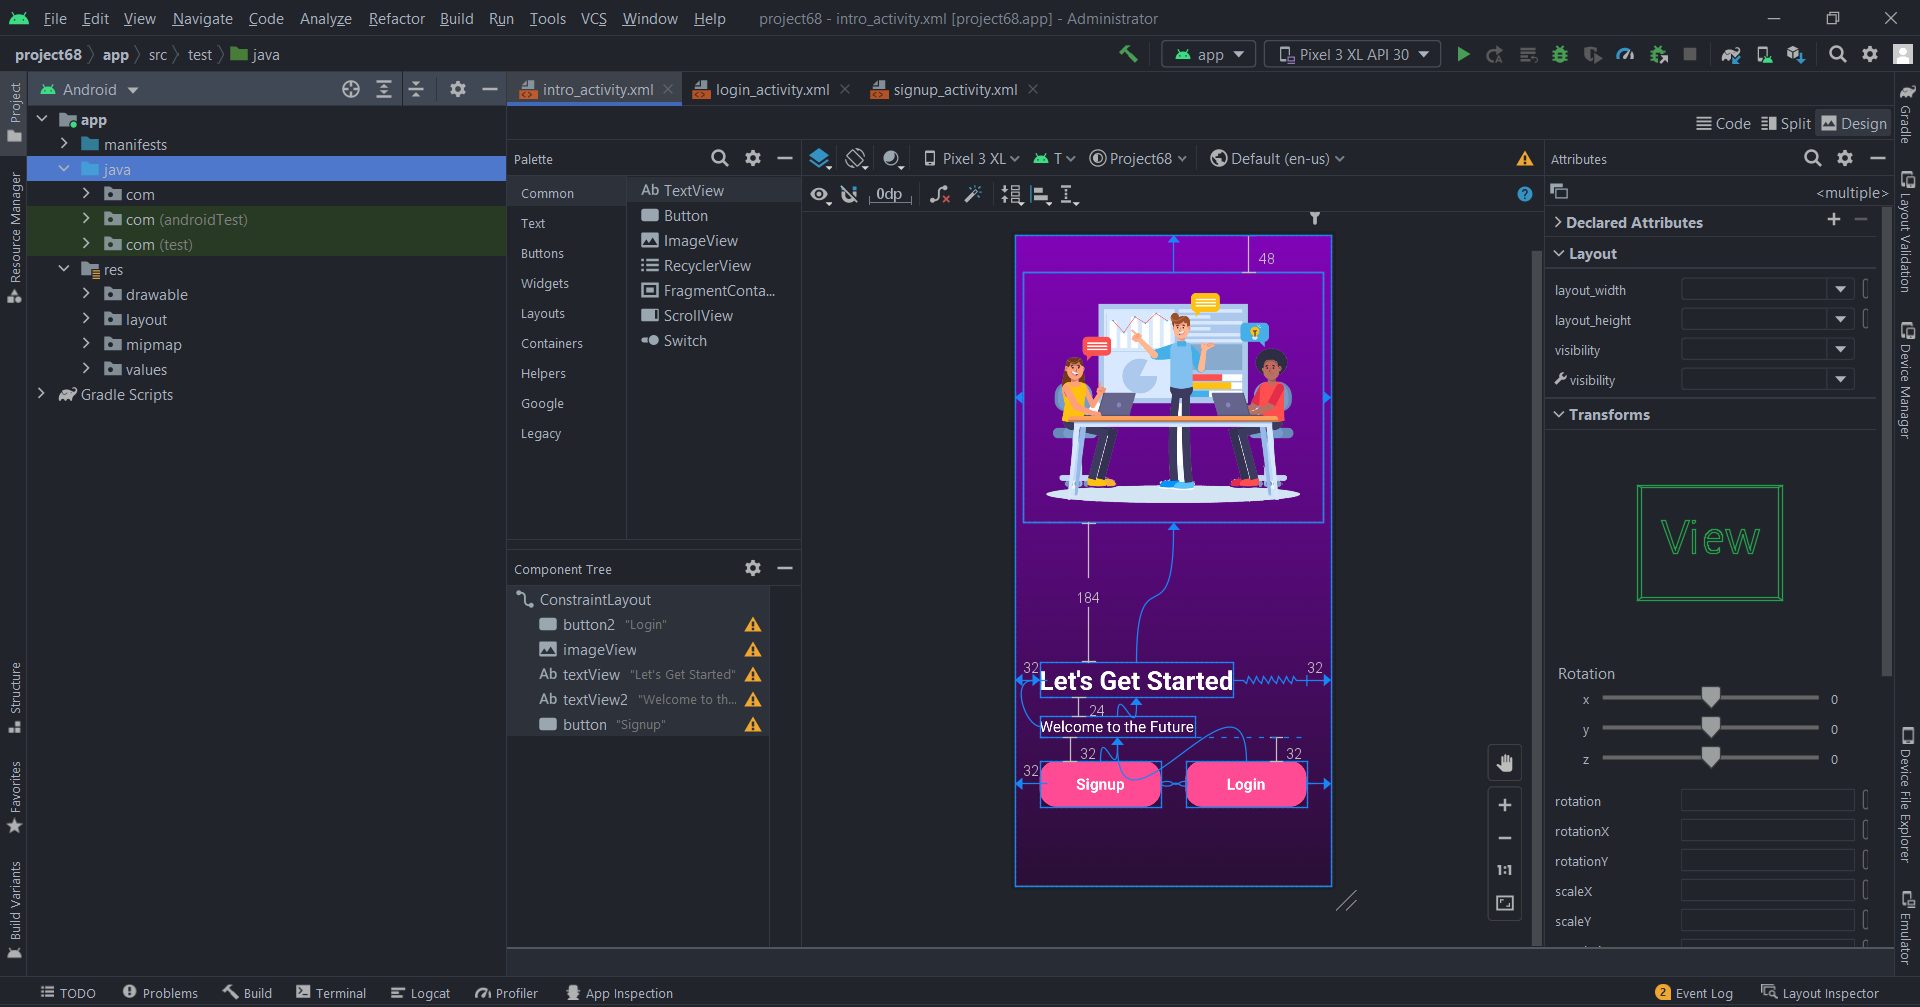 File Edit View Navigate Code Analyze Refactor Build Run Tools VCS Window Help project68 - intro_activity.xml [project68.app] - Administrator
project68 app src test java
app Pixel 3 XL API 30
Project
Resource Manager
Structure
Favorites
Build Variants
Android
app
manifests
java
com
com (androidTest)
com (test)
res
drawable
layout
mipmap
values
Gradle Scripts
intro_activity.xml login_activity.xml signup_activity.xml
Code Split Design
Palette
Common
Text
Buttons
Widgets
Layouts
Containers
Helpers
Google
Legacy
Ab TextView
Button
ImageView
RecyclerView
FragmentConta...
ScrollView
Switch
Component Tree
ConstraintLayout
button2 "Login"
imageView
Ab textView "Let's Get Started"
Ab textView2 "Welcome to th...
button "Signup"
Pixel 3 XL T Project68 Default (en-us)
0dp
?
48
184
32 32
Let's Get Started
24
Welcome to the Future
32 32
32
Signup Login
1:1
Attributes
<multiple>
Declared Attributes
Layout
layout_width
layout_height
visibility
visibility
Transforms
View
Rotation
x 0
y 0
z 0
rotation
rotationX
rotationY
scaleX
scaleY
Gradle
Layout Validation
Device Manager
Device File Explorer
Emulator
TODO Problems Build Terminal Logcat Profiler App Inspection 2 Event Log Layout Inspector